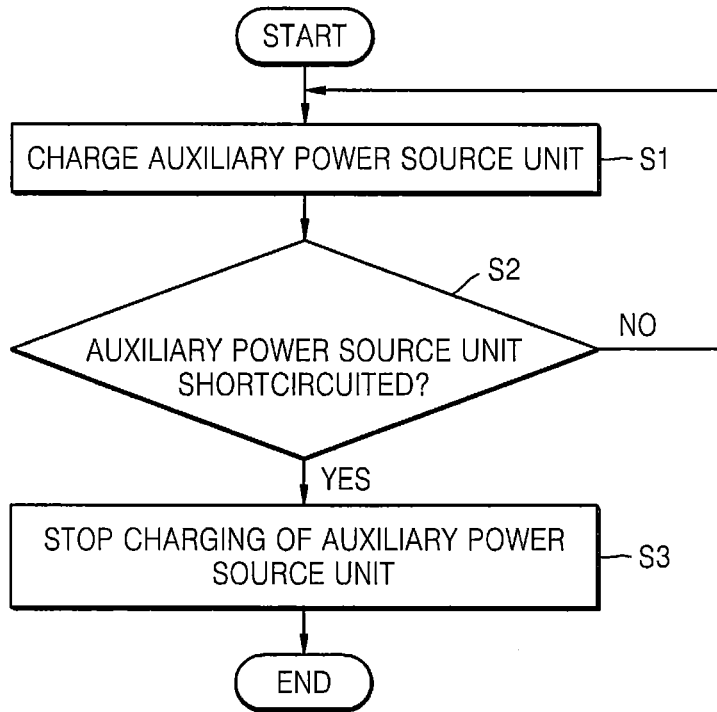 START
CHARGE AUXILIARY POWER SOURCE UNIT
S1
S2
AUXILIARY POWER SOURCE UNIT
SHORTCIRCUITED?
NO
YES
STOP CHARGING OF AUXILIARY POWER
SOURCE UNIT
S3
END